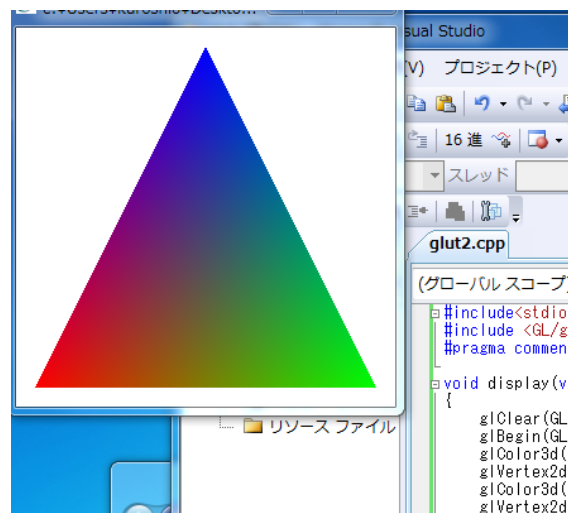 sual Studio
(V) プロジェクト(P)
16 進
スレッド
glut2.cpp
(グローバル スコープ)
#include<stdio
#include <GL/g
#pragma commen
void display(v
{
glClear(GL
glBegin(GL
glColor3d(
glVertex2d
glColor3d(
glVertex2d
リソース ファイル